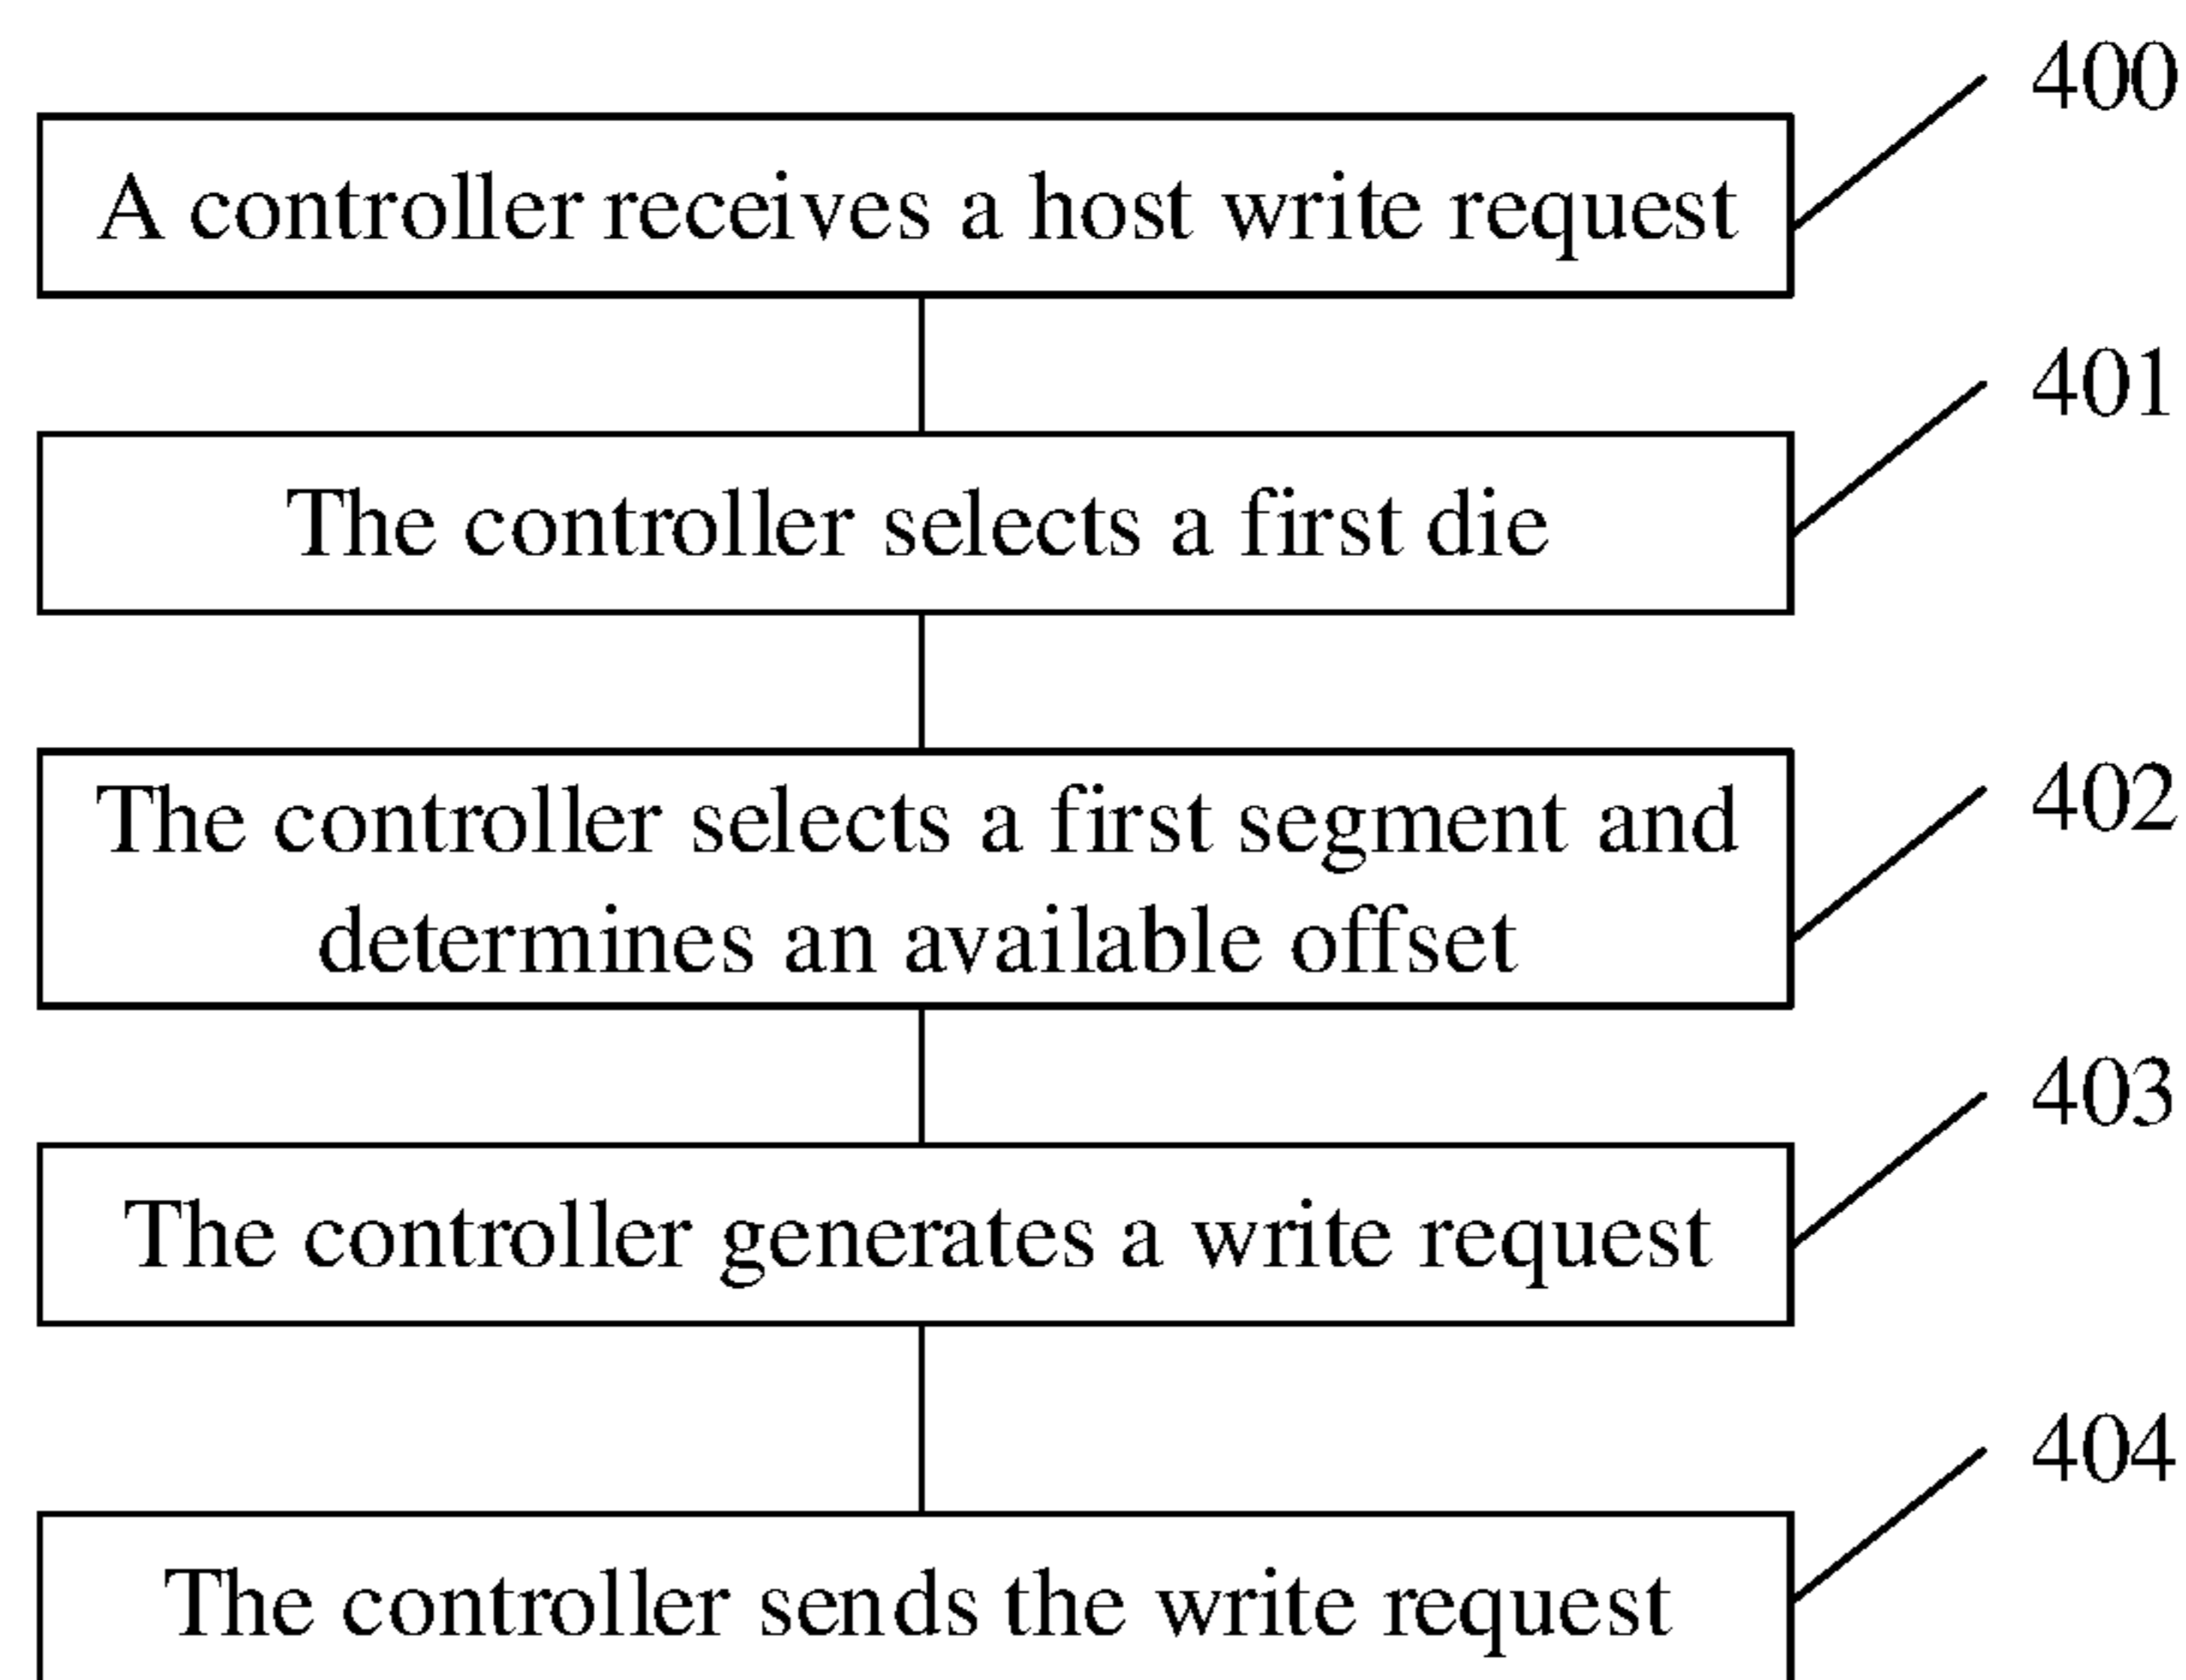 400
A controller receives a host write request
401
The controller selects a first die
402
The controller selects a first segment and
determines an available offset
403
The controller generates a write request
404
The controller sends the write request